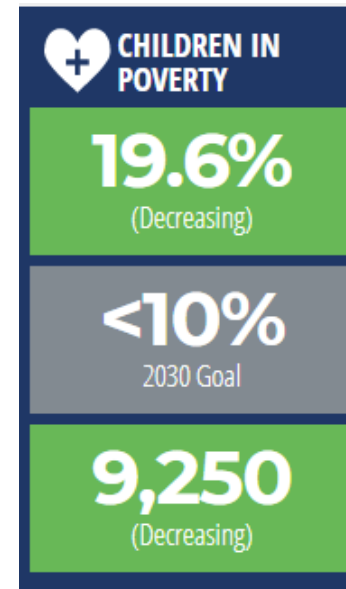 CHILDREN IN
POVERTY
19.6%
(Decreasing)
<10%
2030 Goal
9,250
(Decreasing)